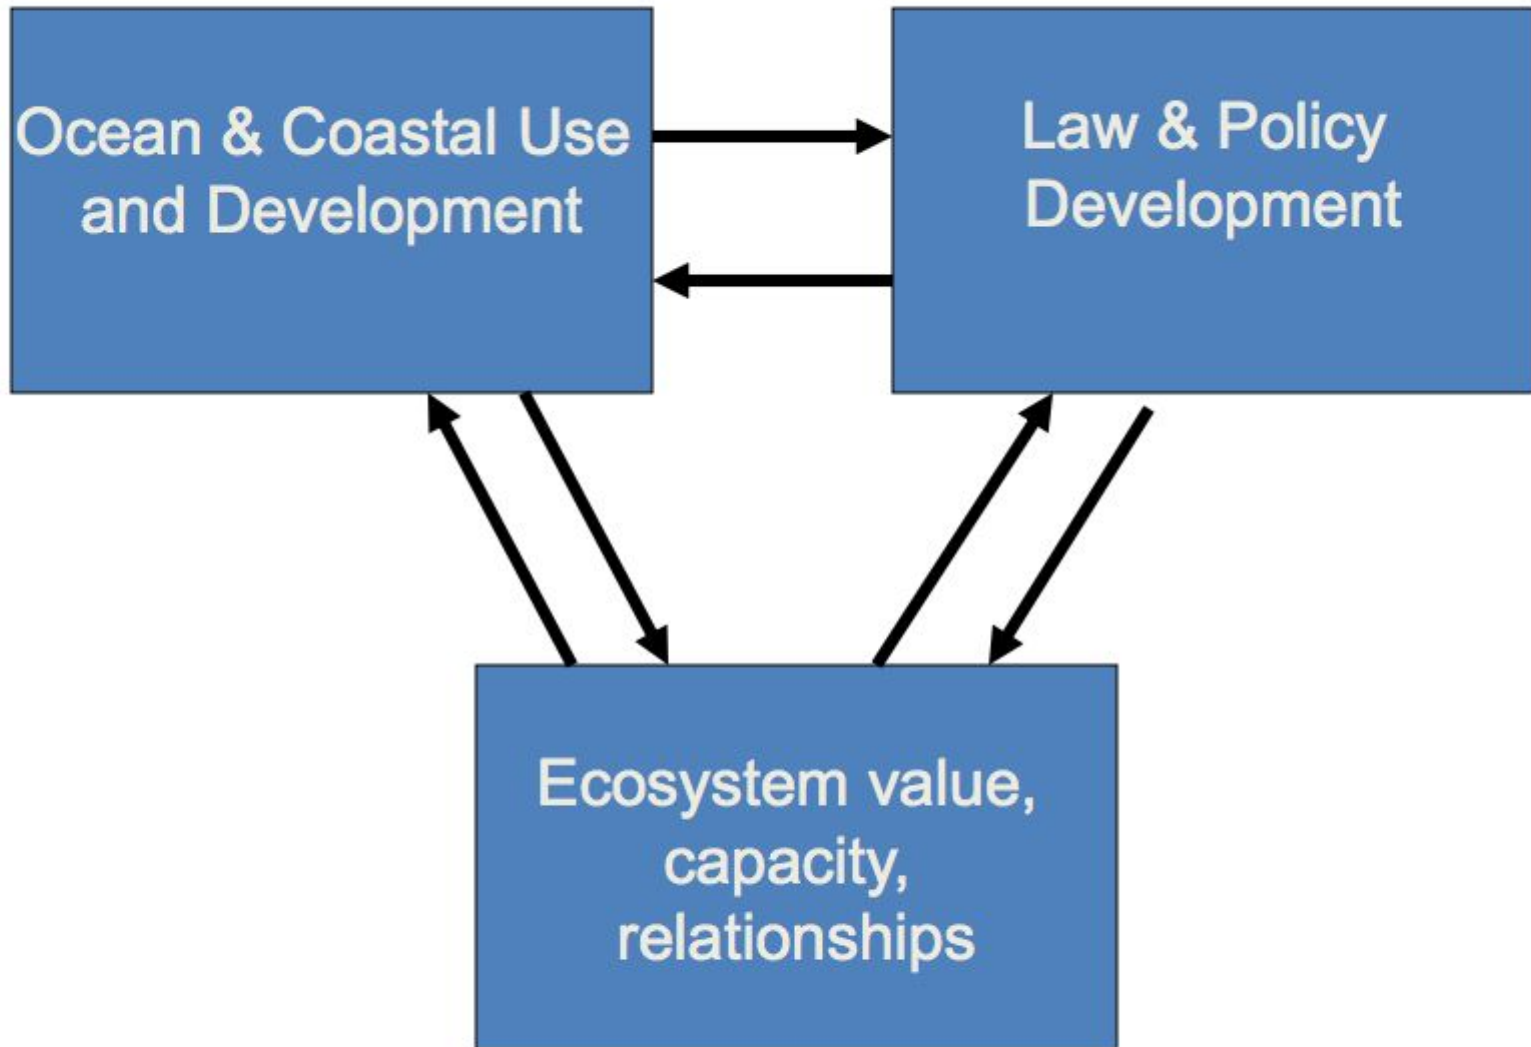 Ocean & Coastal Use
and Development
Law & Policy
Development
Ecosystem value,
capacity,
relationships